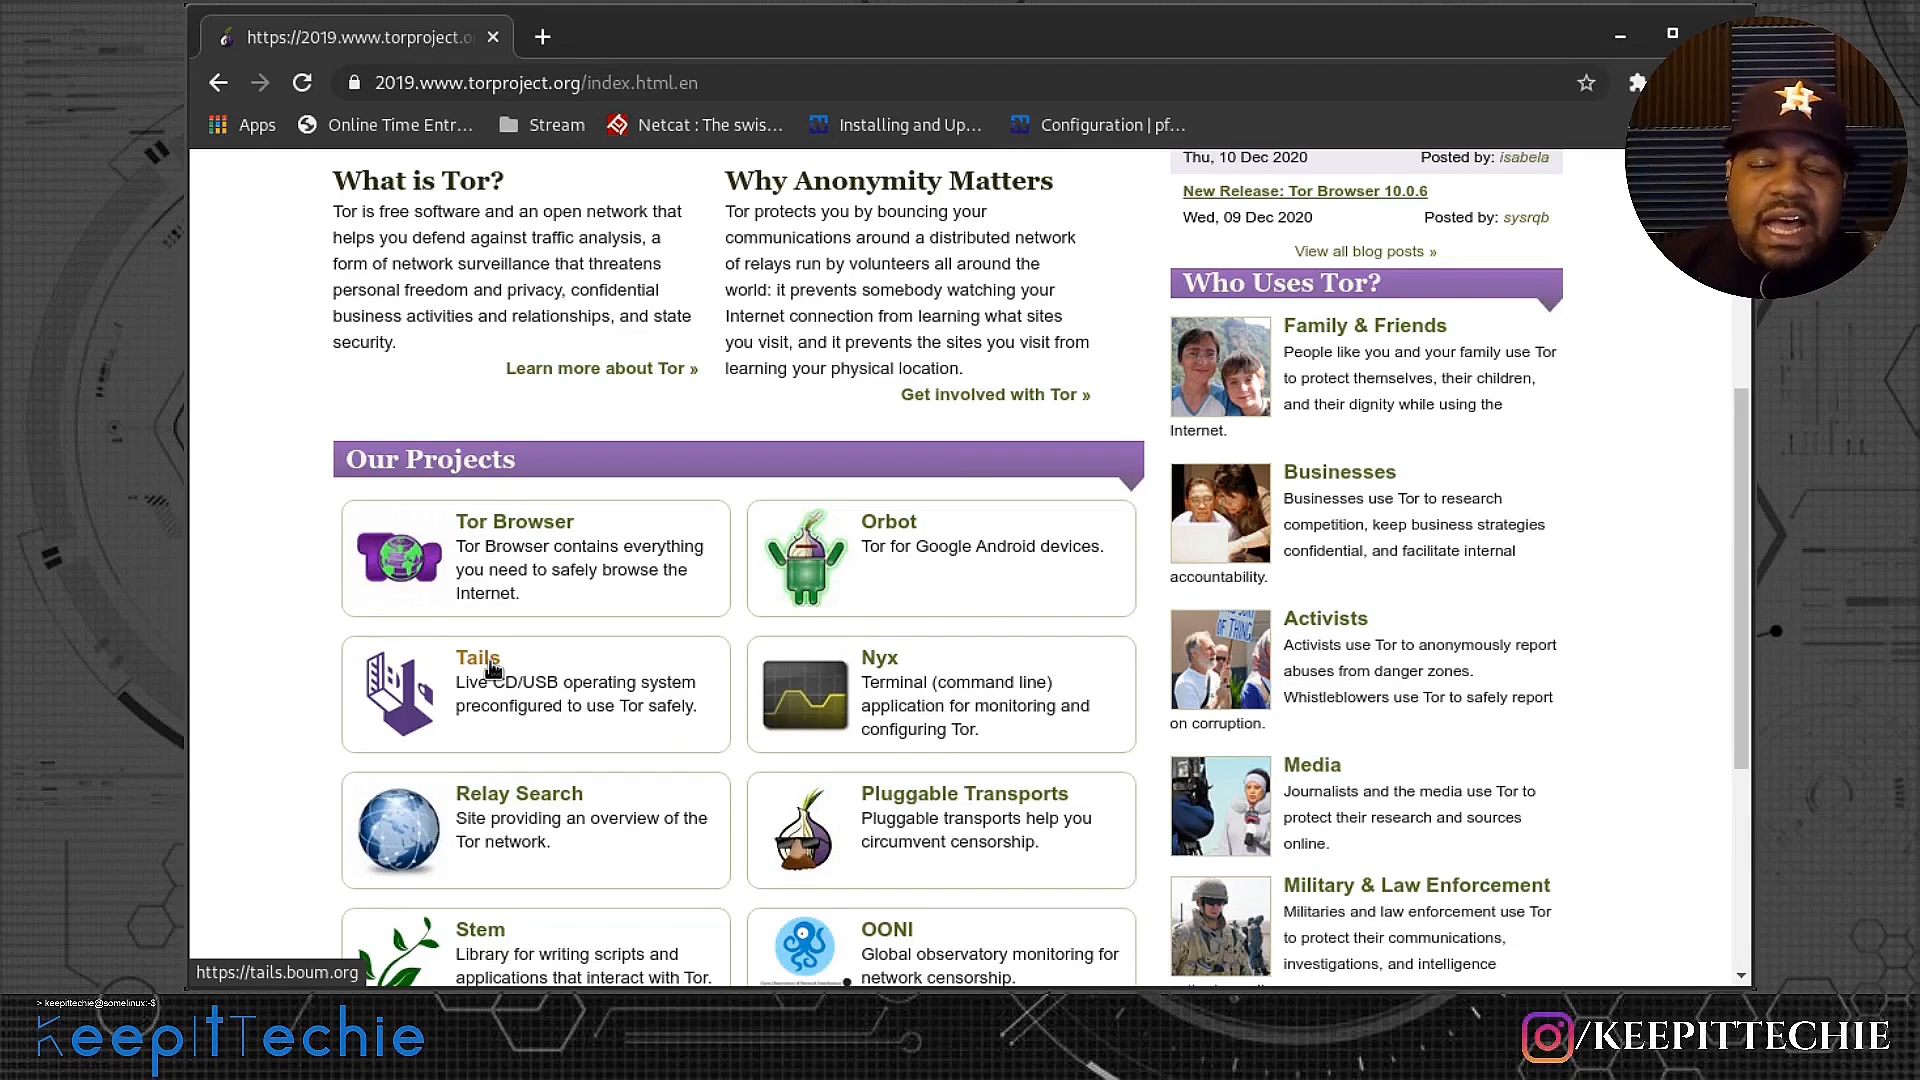 https://2019.www.torproject.o
2019.www.torproject.org/index.html.en
Apps
Online Time Entr...
Stream
Netcat : The swis...
Installing and Up...
Configuration | pf...
What is Tor?
Tor is free software and an open network that
helps you defend against traffic analysis, a
form of network surveillance that threatens
personal freedom and privacy, confidential
business activities and relationships, and state
security.
Learn more about Tor »
Why Anonymity Matters
Tor protects you by bouncing your
communications around a distributed network
of relays run by volunteers all around the
world: it prevents somebody watching your
Internet connection from learning what sites
you visit, and it prevents the sites you visit from
learning your physical location.
Get involved with Tor »
Thu, 10 Dec 2020 Posted by: isabela
New Release: Tor Browser 10.0.6
Wed, 09 Dec 2020 Posted by: sysrqb
View all blog posts »
Our Projects
Tor
Tor Browser
Tor Browser contains everything
you need to safely browse the
Internet.
Orbot
Tor for Google Android devices.
Tails
Live CD/USB operating system
preconfigured to use Tor safely.
Nyx
Terminal (command line)
application for monitoring and
configuring Tor.
Relay Search
Site providing an overview of the
Tor network.
Pluggable Transports
Pluggable transports help you
circumvent censorship.
Stem
Library for writing scripts and
applications that interact with Tor.
OONI
Global observatory monitoring for
network censorship.
Who Uses Tor?
Family & Friends
People like you and your family use Tor
to protect themselves, their children,
and their dignity while using the
Internet.
Businesses
Businesses use Tor to research
competition, keep business strategies
confidential, and facilitate internal
accountability.
OF THING
Activists
Activists use Tor to anonymously report
abuses from danger zones.
Whistleblowers use Tor to safely report
on corruption.
Media
Journalists and the media use Tor to
protect their research and sources
online.
Military & Law Enforcement
Militaries and law enforcement use Tor
to protect their communications,
investigations, and intelligence
https://tails.boum.org
H
> keepittechie@somelinux:~$
KeepItTechie
/KEEPITTECHIE